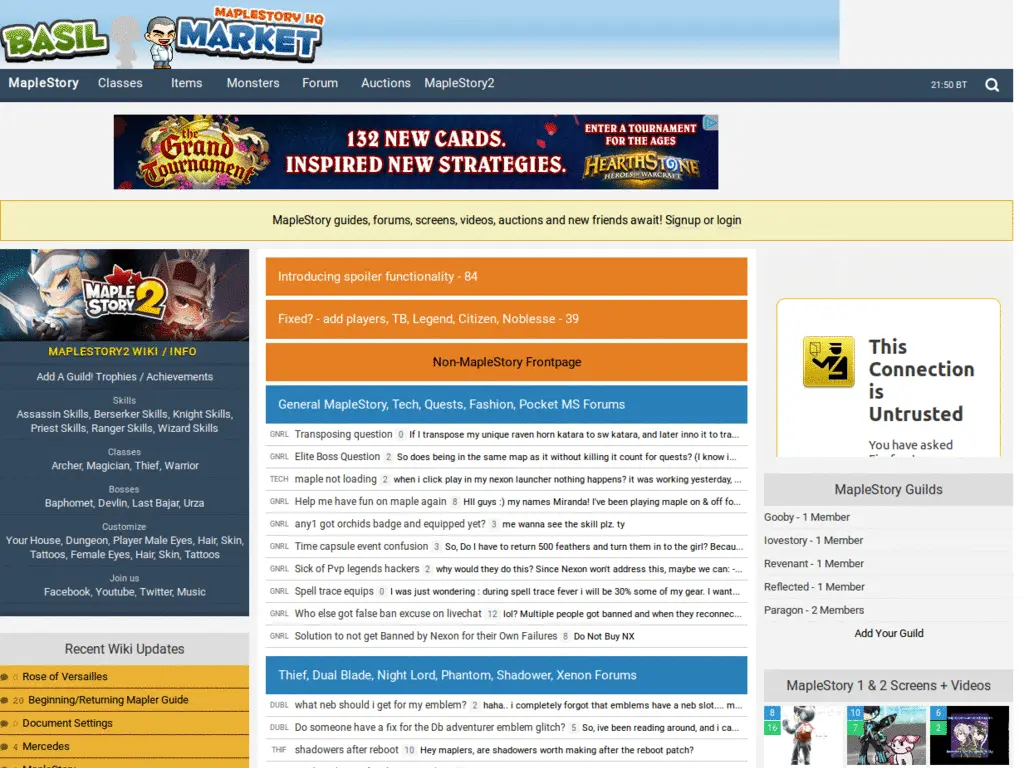 MAPLESTORY HQ
BASIL MARKET
MapleStory Classes Items Monsters Forum Auctions MapleStory2 21:50 BT
the Grand Tournament
132 NEW CARDS.
INSPIRED NEW STRATEGIES.
ENTER A TOURNAMENT
FOR THE AGES
HEARTHSTONE
HEROES OF WARCRAFT
MapleStory guides, forums, screens, videos, auctions and new friends await! Signup or login
MAPLE STORY 2
MAPLESTORY2 WIKI / INFO
Add A Guild! Trophies / Achievements
Skills
Assassin Skills, Berserker Skills, Knight Skills,
Priest Skills, Ranger Skills, Wizard Skills
Classes
Archer, Magician, Thief, Warrior
Bosses
Baphomet, Devlin, Last Bajar, Urza
Customize
Your House, Dungeon, Player Male Eyes, Hair, Skin,
Tattoos, Female Eyes, Hair, Skin, Tattoos
Join us
Facebook, Youtube, Twitter, Music
Recent Wiki Updates
0 Rose of Versailles
20 Beginning/Returning Mapler Guide
0 Document Settings
4 Mercedes
MapleStory
Introducing spoiler functionality - 84
Fixed? - add players, TB, Legend, Citizen, Noblesse - 39
Non-MapleStory Frontpage
General MapleStory, Tech, Quests, Fashion, Pocket MS Forums
GNRL Transposing question 0 If I transpose my unique raven horn katara to sw katara, and later inno it to tra...
GNRL Elite Boss Question 2 So does being in the same map as it without killing it count for quests? (I know i...
TECH maple not loading 2 when i click play in my nexon launcher nothing happens? it was working yesterday, ...
GNRL Help me have fun on maple again 8 HII guys :) my names Miranda! I've been playing maple on & off fo...
GNRL any1 got orchids badge and equipped yet? 3 me wanna see the skill plz. ty
GNRL Time capsule event confusion 3 So, Do I have to return 500 feathers and turn them in to the girl? Becau...
GNRL Sick of Pvp legends hackers 2 why would they do this? Since Nexon won't address this, maybe we can: -...
GNRL Spell trace equips 0 I was just wondering : during spell trace fever i will be 30% some of my gear. I want...
GNRL Who else got false ban excuse on livechat 12 lol? Multiple people got banned and when they reconnec...
GNRL Solution to not get Banned by Nexon for their Own Failures 8 Do Not Buy NX
Thief, Dual Blade, Night Lord, Phantom, Shadower, Xenon Forums
DUBL what neb should i get for my emblem? 2 haha.. i completely forgot that emblems have a neb slot.... m...
DUBL Do someone have a fix for the Db adventurer emblem glitch? 5 So, ive been reading around, and i ca...
THIF shadowers after reboot 10 Hey maplers, are shadowers worth making after the reboot patch?
This
Connection
is
Untrusted
You have asked
MapleStory Guilds
Gooby - 1 Member
Iovestory - 1 Member
Revenant - 1 Member
Reflected - 1 Member
Paragon - 2 Members
Add Your Guild
MapleStory 1 & 2 Screens + Videos
8 10 6
16 7 2